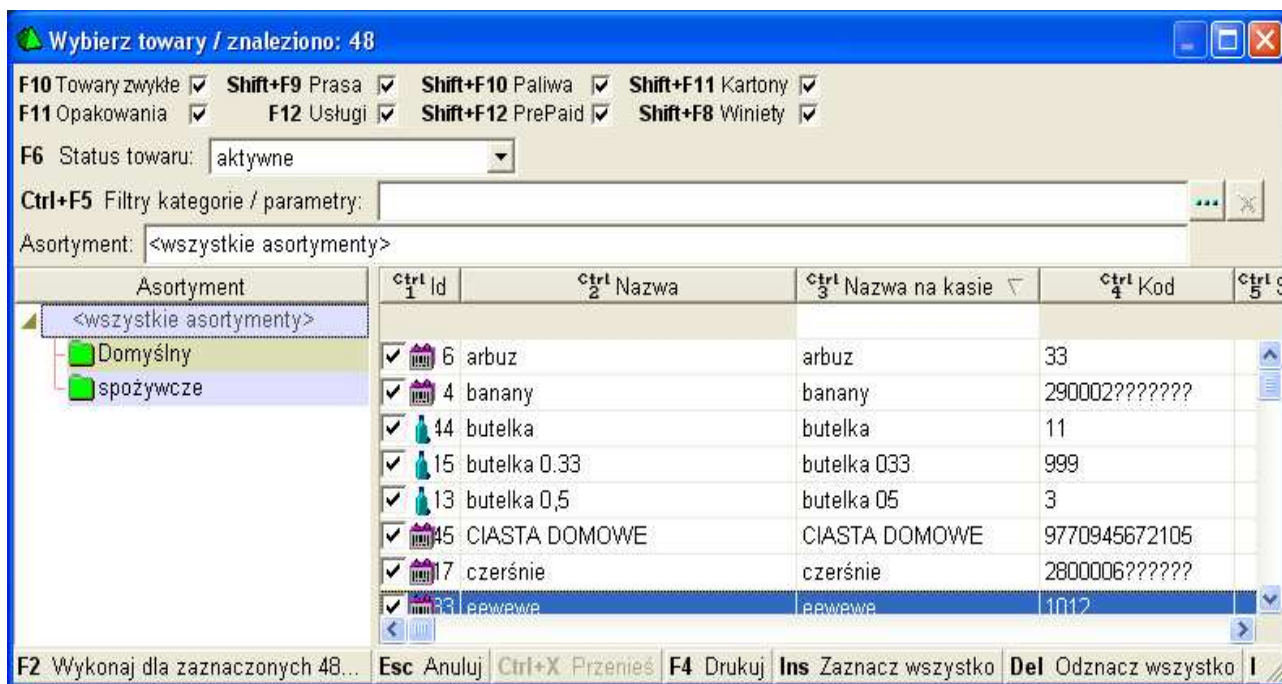 Wybierz towary / znaleziono: 48
F10 Towary zwykłe Shift+F9 Prasa Shift+F10 Paliwa Shift+F11 Kartony
F11 Opakowania F12 Usługi Shift+F12 PrePaid Shift+F8 Winiety
F6 Status towaru: aktywne
Ctrl+F5 Filtry kategorie / parametry: ...
Asortyment: <wszystkie asortymenty>
Asortyment Ctrl 1 Id Ctrl 2 Nazwa Ctrl 3 Nazwa na kasie Ctrl 4 Kod Ctrl 5 S
<wszystkie asortymenty>
Domyślny
spożywcze
6 arbuz arbuz 33
4 banany banany 290002???????
44 butelka butelka 11
15 butelka 0.33 butelka 033 999
13 butelka 0,5 butelka 05 3
45 CIASTA DOMOWE CIASTA DOMOWE 9770945672105
17 czerśnie czerśnie 2800006??????
33 eewewe eewewe 1012
F2 Wykonaj dla zaznaczonych 48... Esc Anuluj Ctrl+X Przenieś F4 Drukuj Ins Zaznacz wszystko Del Odznacz wszystko